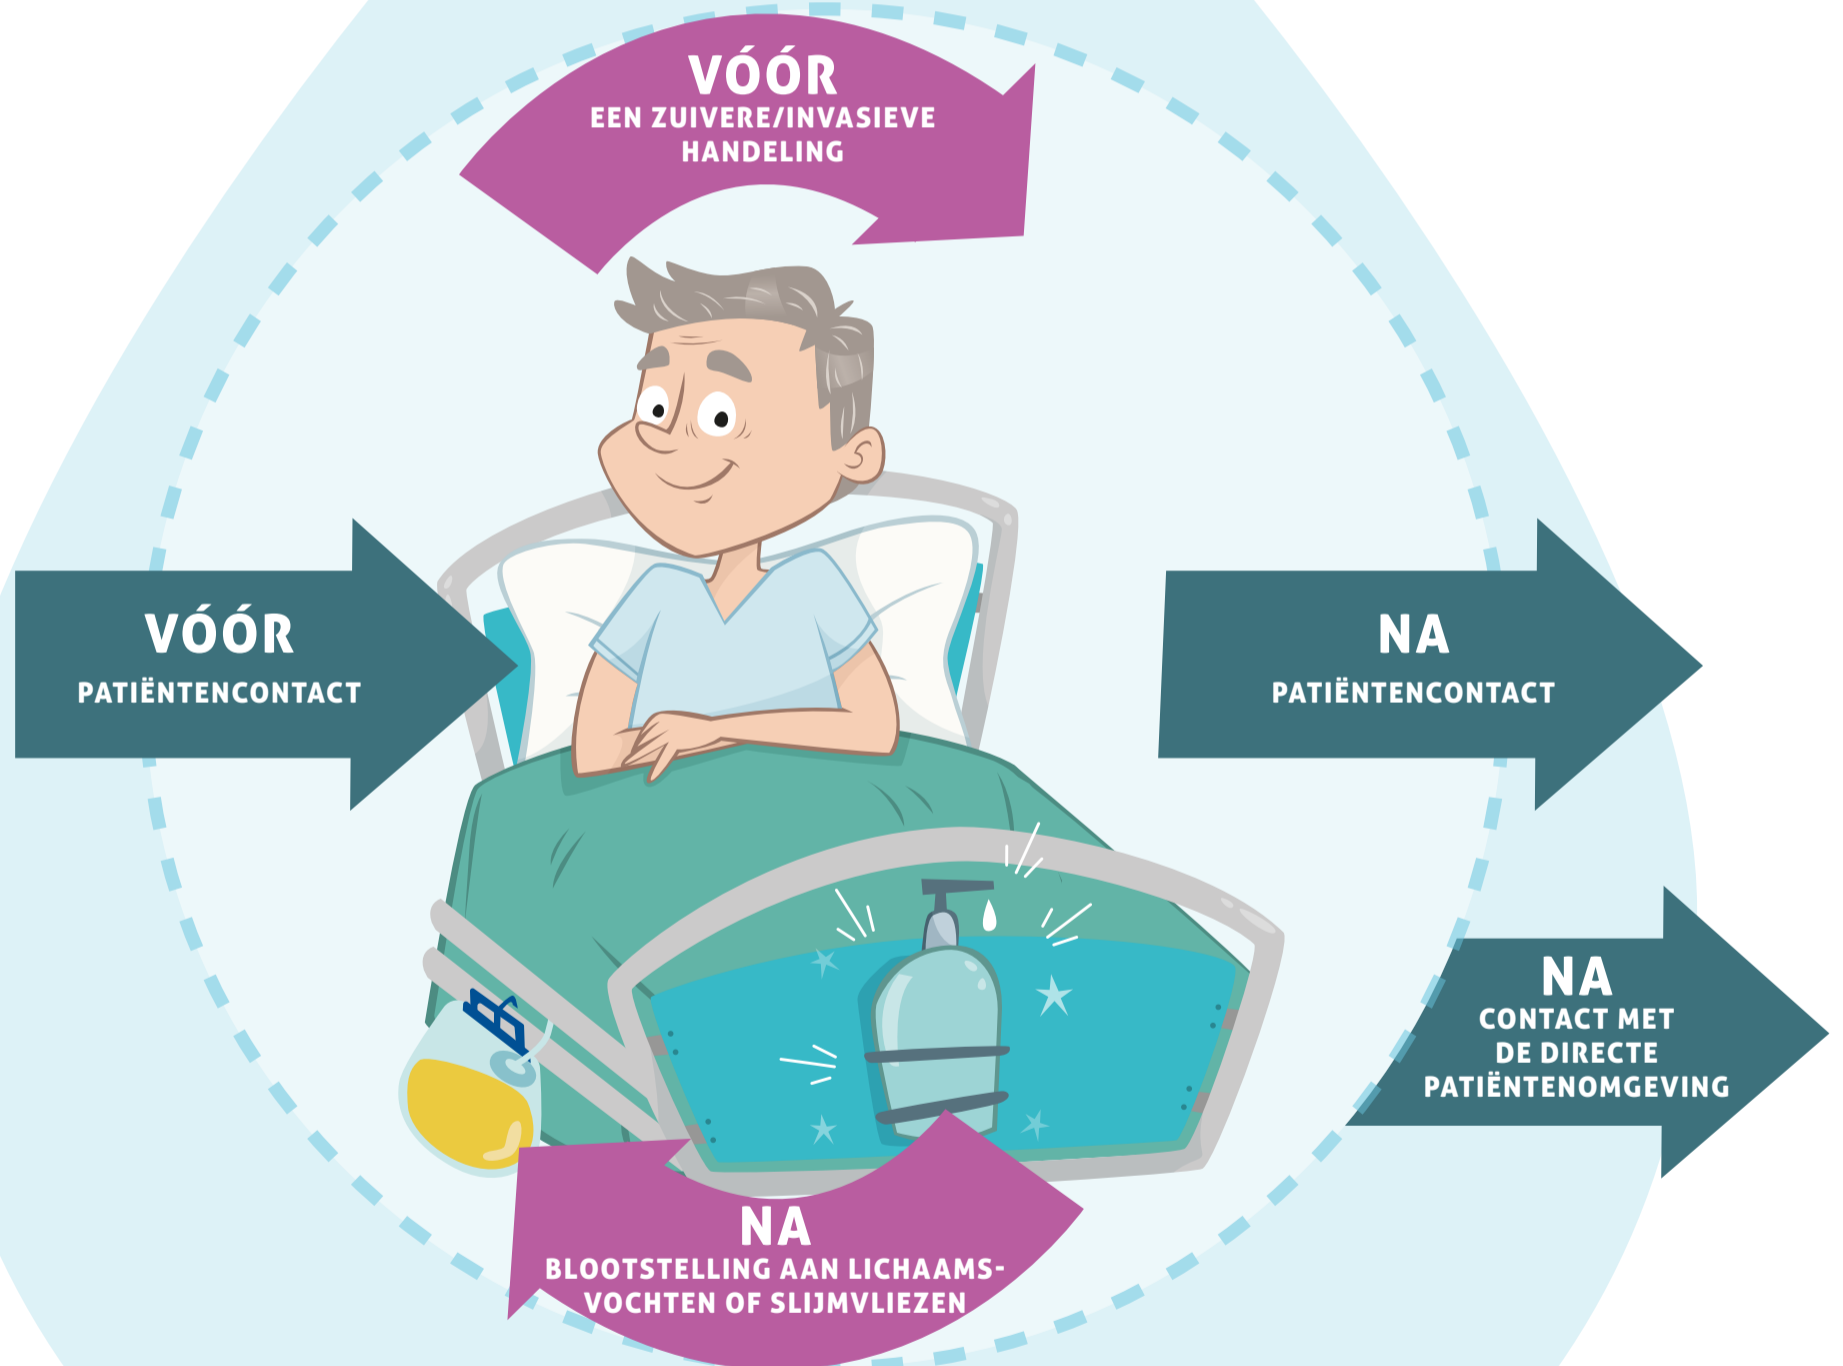 VÓÓR
EEN ZUIVERE/INVASIEVE
HANDELING
VÓÓR
PATIËNTENCONTACT
NA
PATIËNTENCONTACT
NA
CONTACT MET
DE DIRECTE
PATIËNTENOMGEVING
NA
BLOOTSTELLING AAN LICHAAMS-
VOCHTEN OF SLIJMVLIEZEN